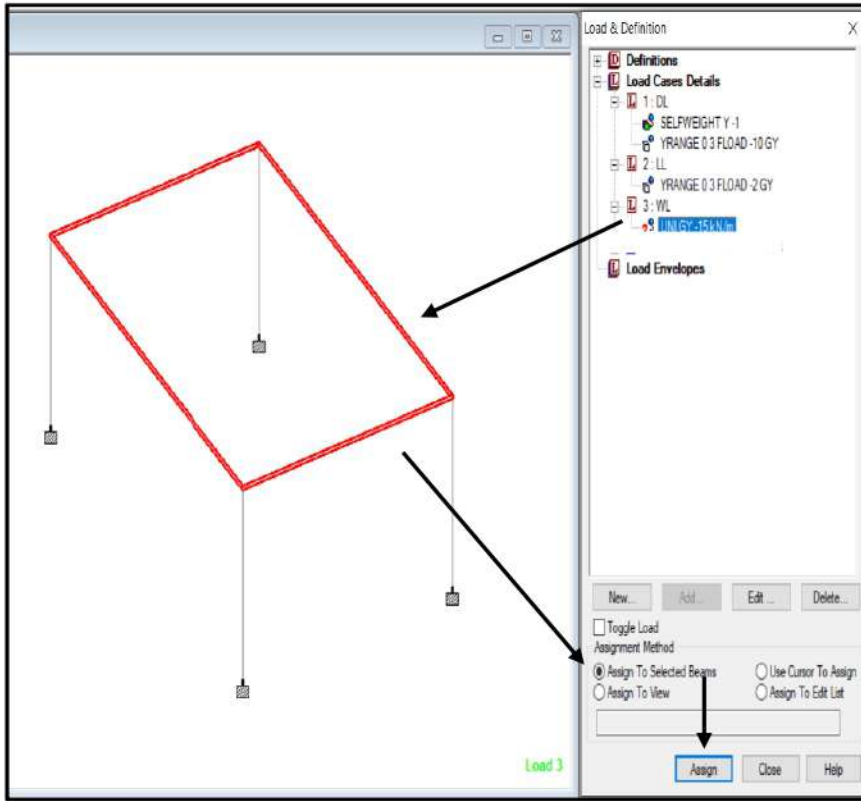 Load & Definition X
D Definitions
L Load Cases Details
L 1 : DL
SELFWEIGHT Y -1
YRANGE 0 3 FLOAD -10 GY
L 2 : LL
YRANGE 0 3 FLOAD -2 GY
L 3 : WL
UNI GY -15 kN/m
L Load Envelopes
New... Add... Edit ... Delete...
Toggle Load
Assignment Method
Assign To Selected Beams Use Cursor To Assign
Assign To View Assign To Edit List
Load 3
Assign Close Help